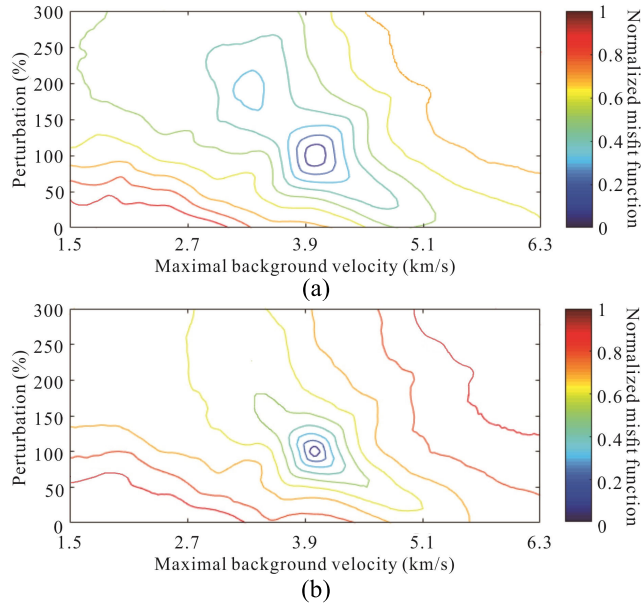 300
250
200
150
100
50
0
Perturbation (%)
1.5 2.7 3.9 5.1 6.3
Maximal background velocity (km/s)
1
0.8
0.6
0.4
0.2
0
Normalized misfit function
(a)
300
250
200
150
100
50
0
Perturbation (%)
1.5 2.7 3.9 5.1 6.3
Maximal background velocity (km/s)
1
0.8
0.6
0.4
0.2
0
Normalized misfit function
(b)